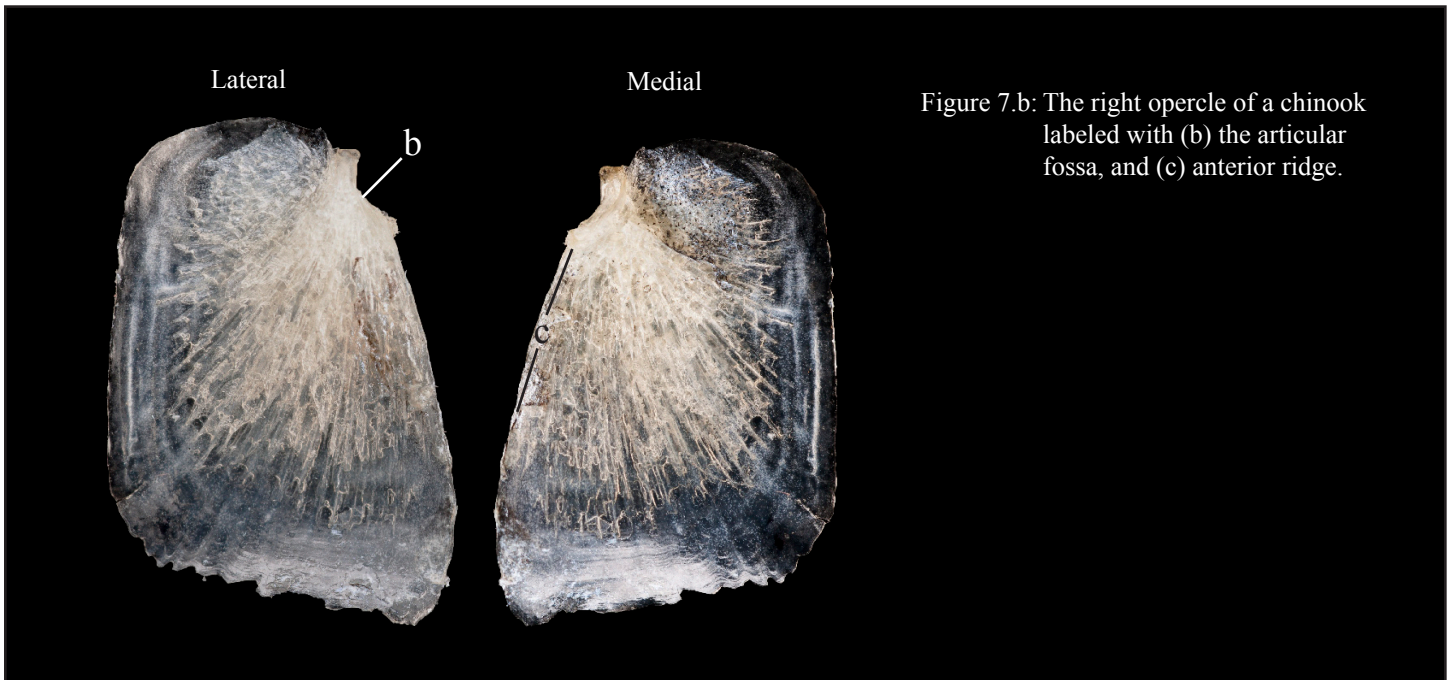 Lateral
Medial
b
c
Figure 7.b: The right opercle of a chinook
labeled with (b) the articular
fossa, and (c) anterior ridge.